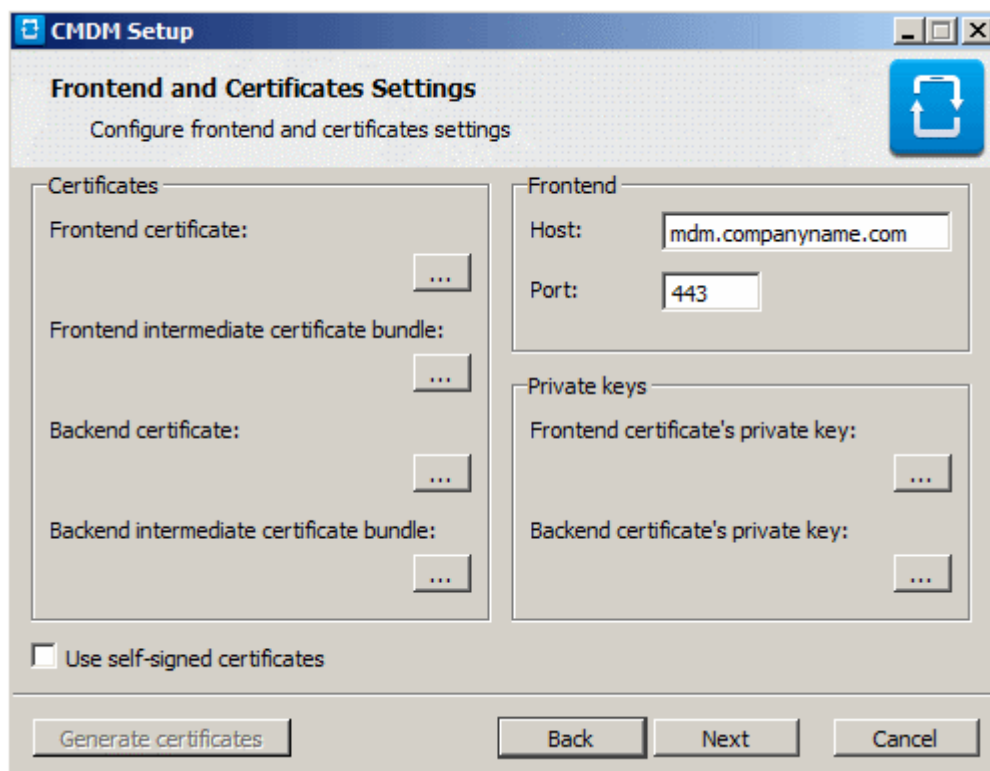 CMDM Setup
Frontend and Certificates Settings
Configure frontend and certificates settings
Certificates
Frontend certificate:
...
Frontend intermediate certificate bundle:
...
Backend certificate:
...
Backend intermediate certificate bundle:
...
Frontend
Host: mdm.companyname.com
Port: 443
Private keys
Frontend certificate's private key:
...
Backend certificate's private key:
...
Use self-signed certificates
Generate certificates Back Next Cancel